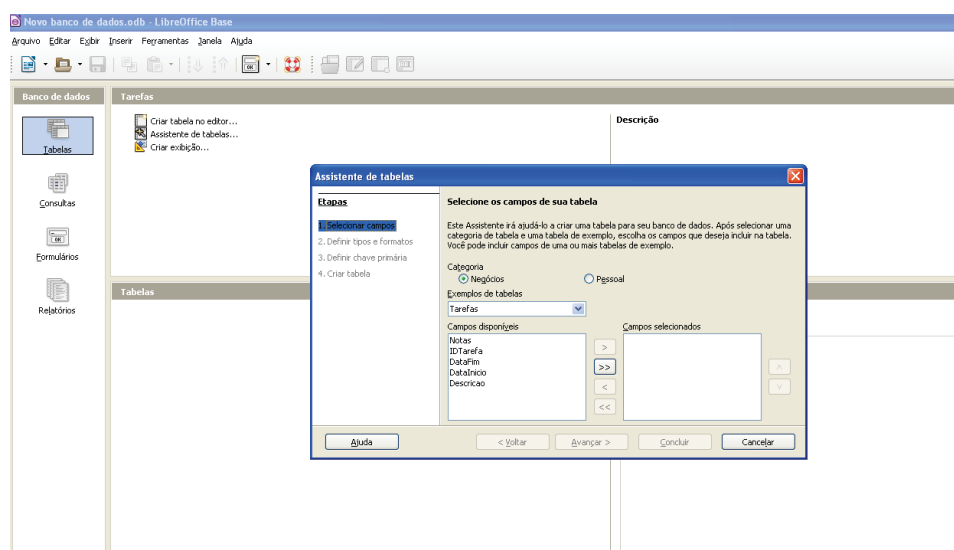 Novo banco de dados.odb - LibreOffice Base
Arquivo Editar Exibir Inserir Ferramentas Janela Ajuda
Banco de dados
Tabelas
Consultas
Formulários
Relatórios
Tarefas
Criar tabela no editor...
Assistente de tabelas...
Criar exibição...
Descrição
Tabelas
Assistente de tabelas
Etapas
1. Selecionar campos
2. Definir tipos e formatos
3. Definir chave primária
4. Criar tabela
Selecione os campos de sua tabela
Este Assistente irá ajudá-lo a criar uma tabela para seu banco de dados. Após selecionar uma
categoria de tabela e uma tabela de exemplo, escolha os campos que deseja indluir na tabela.
Você pode incluir campos de uma ou mais tabelas de exemplo.
Categoria
Negócios Pessoal
Exemplos de tabelas
Tarefas
Campos disponíveis
Notas
IDTarefa
DataFim
DataInicio
Descricao
>
>>
<
<<
Campos selecionados
Ajuda < Voltar Avançar > Concluir Cancelar